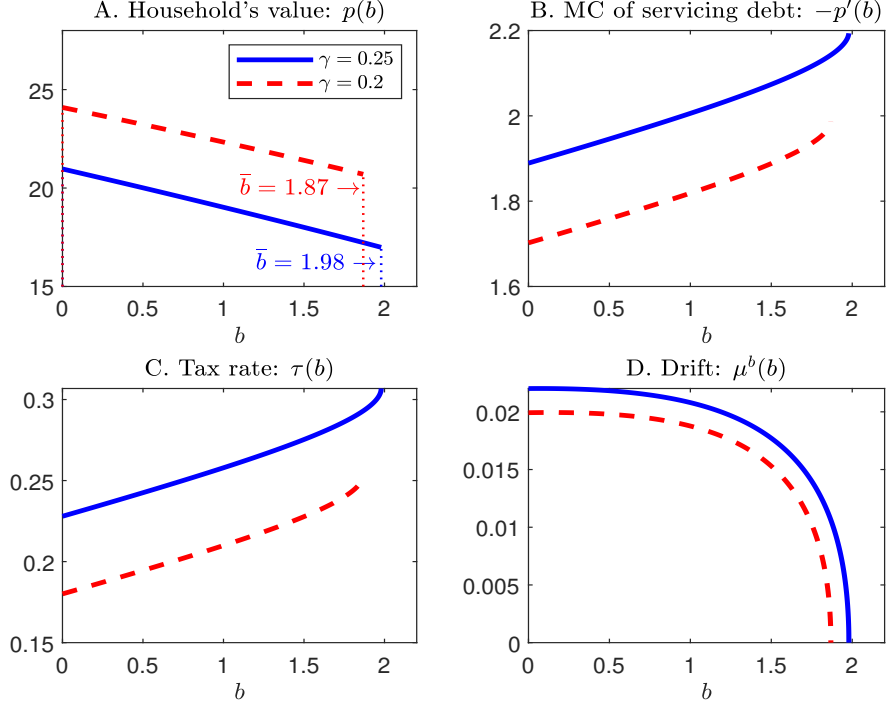 A. Household's value: p(b)
γ = 0.25
γ = 0.2
25
20
15
b̄ = 1.87 →
b̄ = 1.98 →
0 0.5 1 1.5 2
b
B. MC of servicing debt: −p′(b)
2.2
2
1.8
1.6
0 0.5 1 1.5 2
b
C. Tax rate: τ(b)
0.3
0.25
0.2
0.15
0 0.5 1 1.5 2
b
D. Drift: μᵇ(b)
0.02
0.015
0.01
0.005
0
0 0.5 1 1.5 2
b